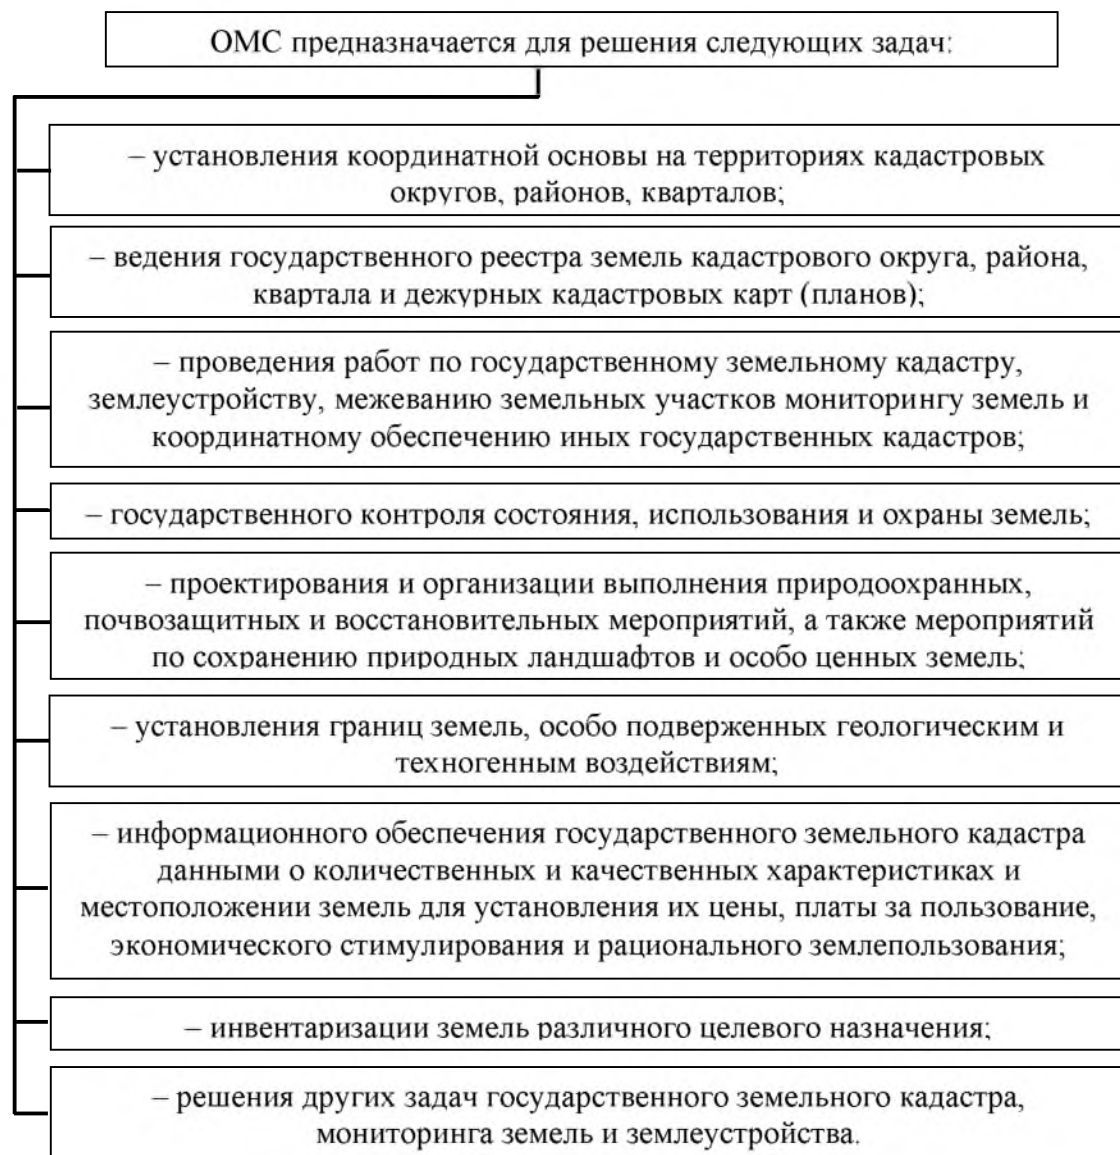 ОМС предназначается для решения следующих задач:
– установления координатной основы на территориях кадастровых
округов, районов, кварталов;
– ведения государственного реестра земель кадастрового округа, района,
квартала и дежурных кадастровых карт (планов);
– проведения работ по государственному земельному кадастру,
землеустройству, межеванию земельных участков мониторингу земель и
координатному обеспечению иных государственных кадастров;
– государственного контроля состояния, использования и охраны земель;
– проектирования и организации выполнения природоохранных,
почвозащитных и восстановительных мероприятий, а также мероприятий
по сохранению природных ландшафтов и особо ценных земель;
– установления границ земель, особо подверженных геологическим и
техногенным воздействиям;
– информационного обеспечения государственного земельного кадастра
данными о количественных и качественных характеристиках и
местоположении земель для установления их цены, платы за пользование,
экономического стимулирования и рационального землепользования;
– инвентаризации земель различного целевого назначения;
– решения других задач государственного земельного кадастра,
мониторинга земель и землеустройства.